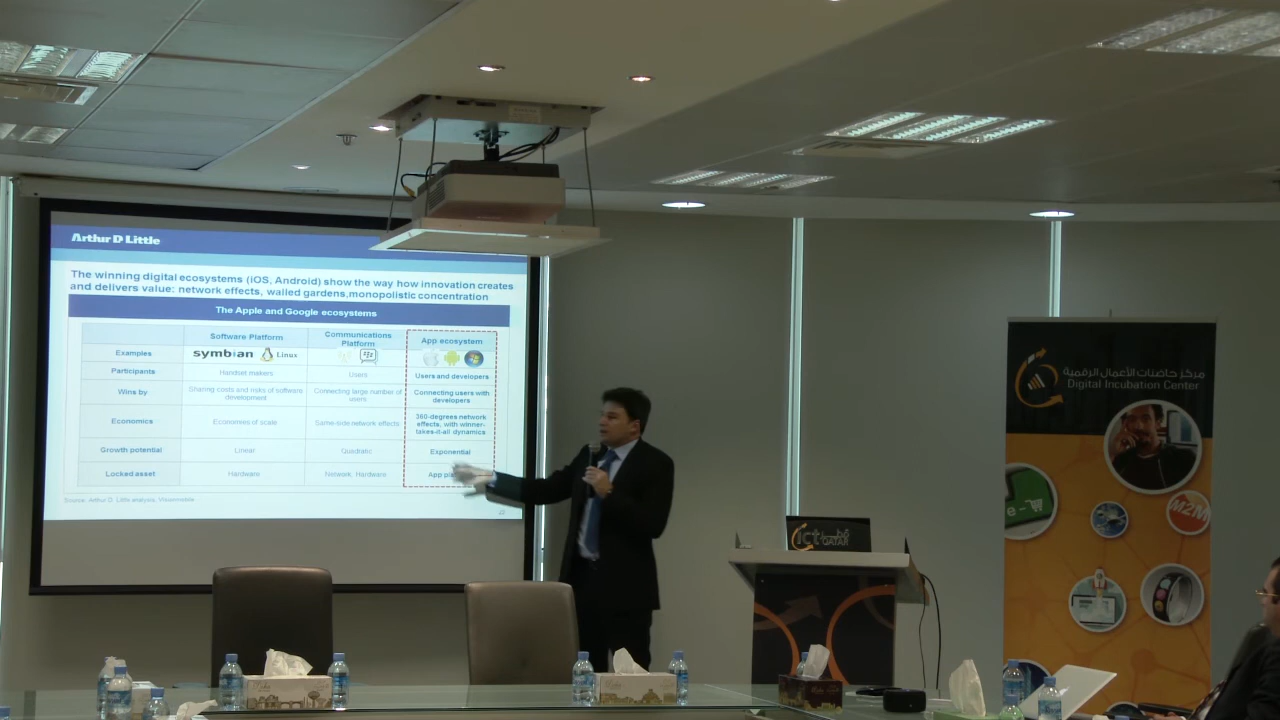 Arthur D Little
The winning digital ecosystems (iOS, Android) show the way how innovation creates
and delivers value: network effects, walled gardens,monopolistic concentration
The Apple and Google ecosystems
Software Platform
Communications
Platform
App ecosystem
Examples
symbian Linux
Participants
Handset makers
Users
Users and developers
Wins by
Sharing costs and risks of software
development
Connecting large number of
users
Connecting users with
developers
Economics
Economies of scale
Same-side network effects
360-degrees network
effects, with winner-
takes-it-all dynamics
Growth potential
Linear
Quadratic
Exponential
Locked asset
Hardware
Network, Hardware
App
Source: Arthur D. Little analysis, Visionmobile
مركز حاضنات الأعمال الرقمية
Digital Incubation Center
e-
M2M
ict